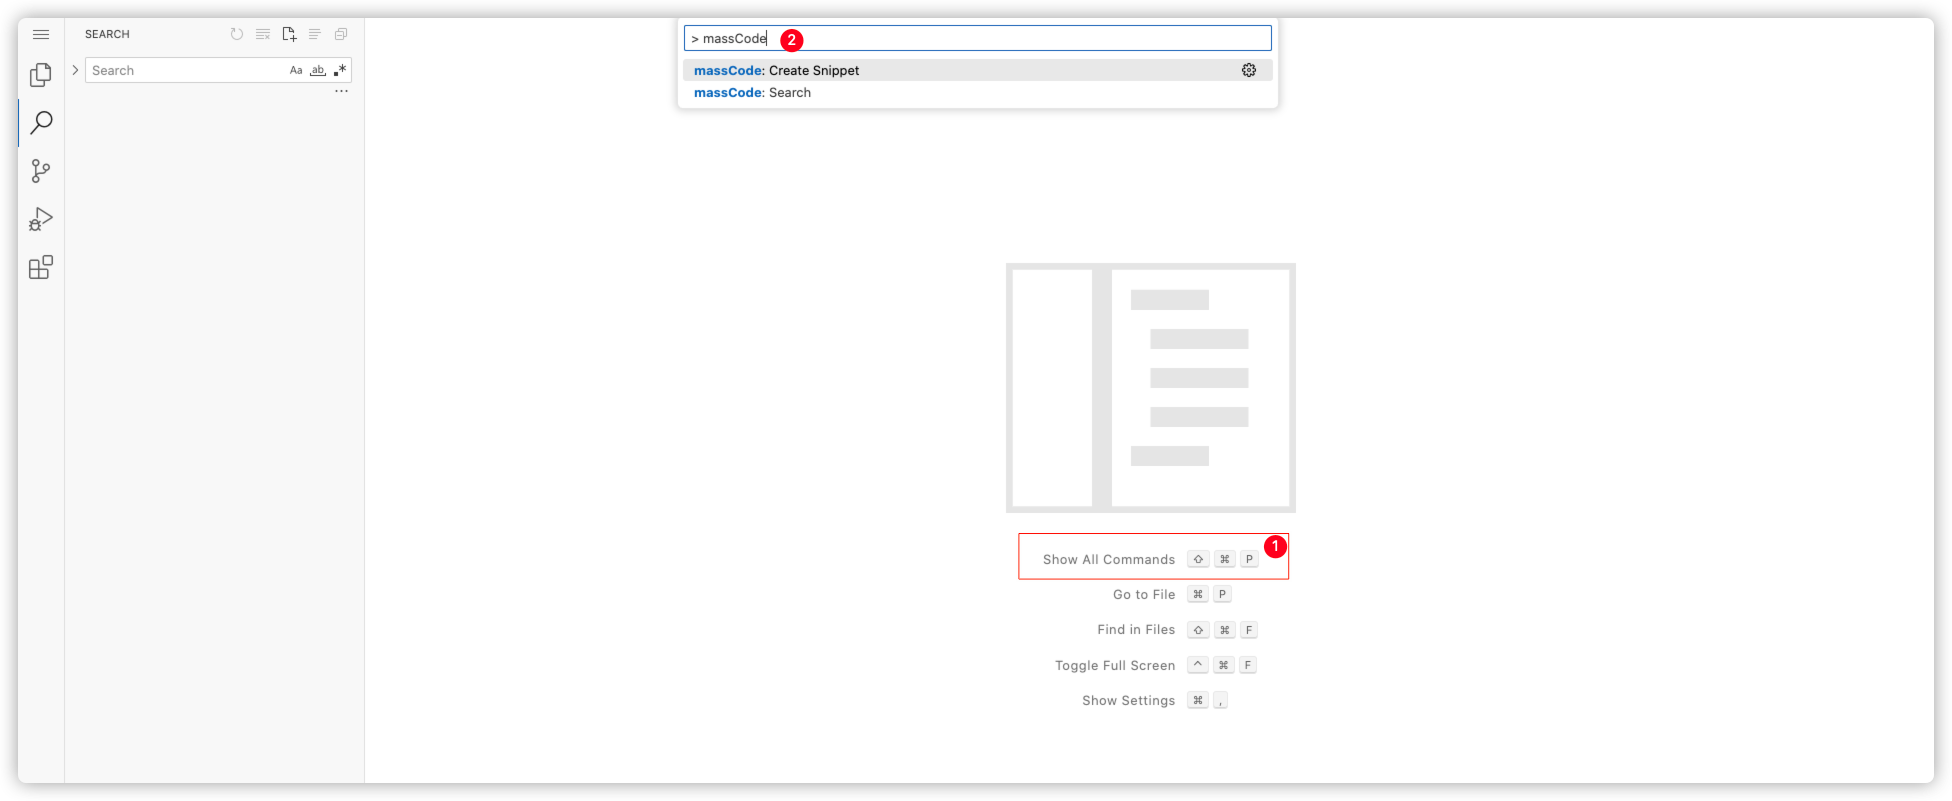 SEARCH
Search
Aa
ab
.*
...
> massCode
2
massCode: Create Snippet
massCode: Search
1
Show All Commands ⇧ ⌘ P
Go to File ⌘ P
Find in Files ⇧ ⌘ F
Toggle Full Screen ^ ⌘ F
Show Settings ⌘ ,